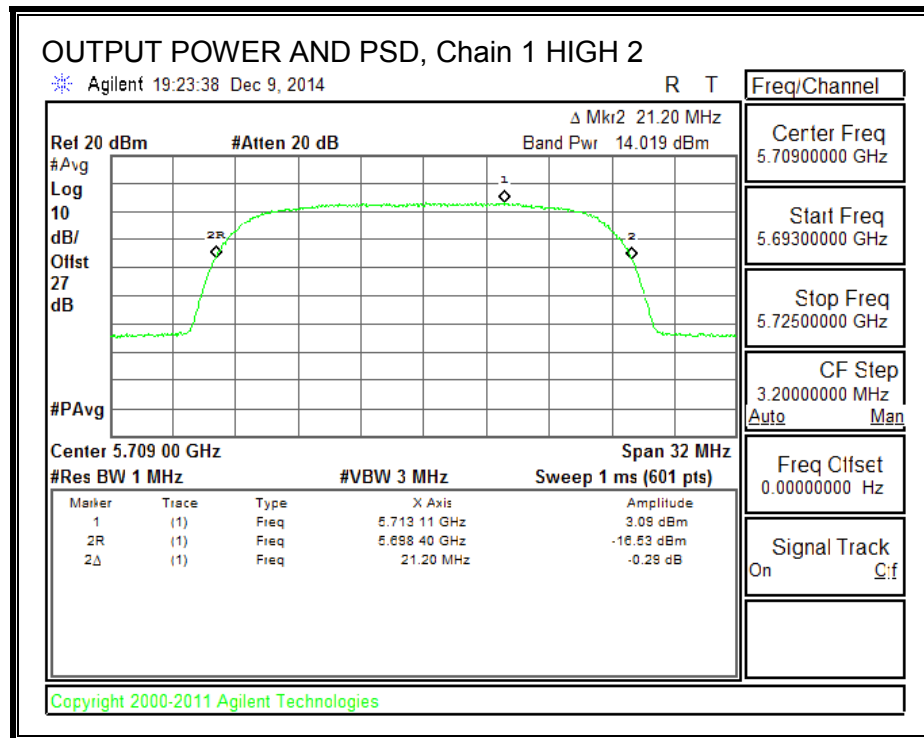 OUTPUT POWER AND PSD, Chain 1 HIGH 2
Agilent 19:23:38 Dec 9, 2014 R T
Δ Mkr2 21.20 MHz
Ref 20 dBm #Atten 20 dB Band Pwr 14.019 dBm
#Avg
Log
10
dB/
Offst
27
dB
1
2R
2
#PAvg
Center 5.709 00 GHz Span 32 MHz
#Res BW 1 MHz #VBW 3 MHz Sweep 1 ms (601 pts)
Marker Trace Type X Axis Amplitude
1 (1) Freq 5.713 11 GHz 3.09 dBm
2R (1) Freq 5.698 40 GHz -16.53 dBm
2Δ (1) Freq 21.20 MHz -0.29 dB
Freq/Channel
Center Freq
5.70900000 GHz
Start Freq
5.69300000 GHz
Stop Freq
5.72500000 GHz
CF Step
3.20000000 MHz
Auto Man
Freq Offset
0.00000000 Hz
Signal Track
On Off
Copyright 2000-2011 Agilent Technologies